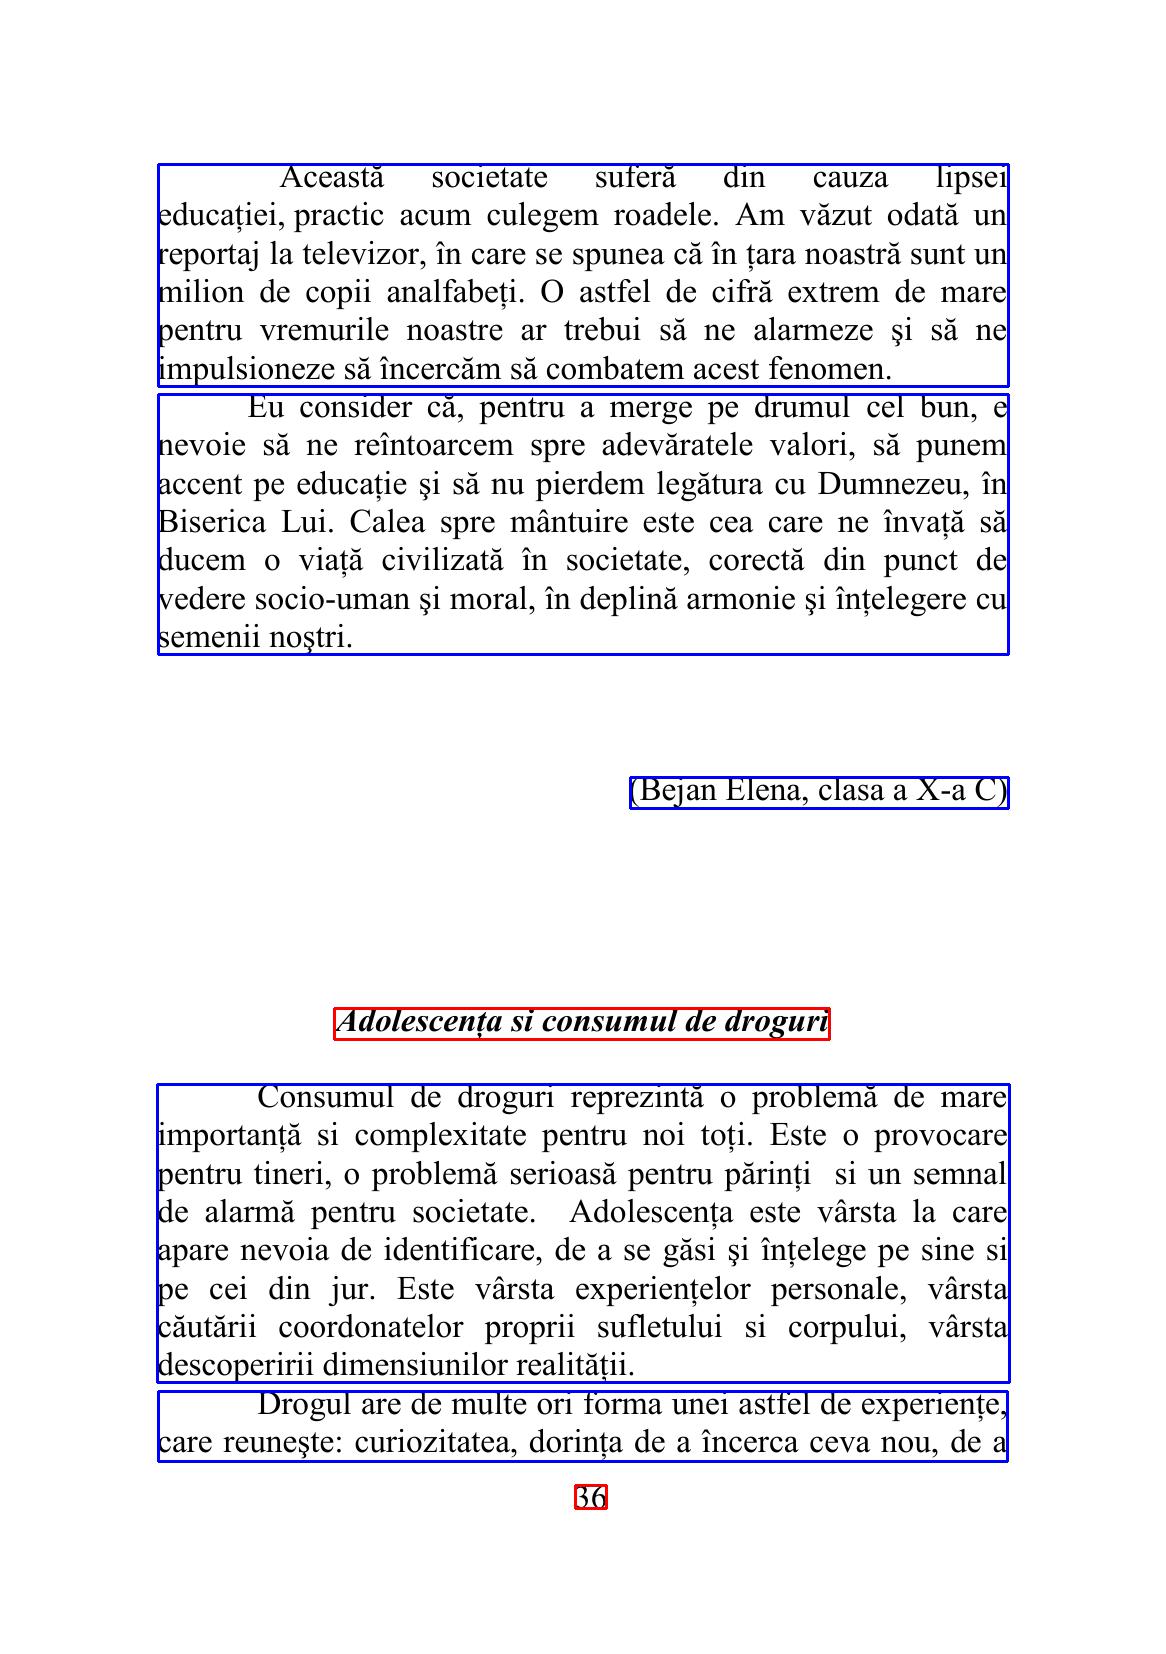 Această societate suferă din cauza lipsei
educației, practic acum culegem roadele. Am văzut odată un
reportaj la televizor, în care se spunea că în țara noastră sunt un
milion de copii analfabeți. O astfel de cifră extrem de mare
pentru vremurile noastre ar trebui să ne alarmeze şi să ne
impulsioneze să încercăm să combatem acest fenomen.
Eu consider că, pentru a merge pe drumul cel bun, e
nevoie să ne reîntoarcem spre adevăratele valori, să punem
accent pe educație şi să nu pierdem legătura cu Dumnezeu, în
Biserica Lui. Calea spre mântuire este cea care ne învață să
ducem o viață civilizată în societate, corectă din punct de
vedere socio-uman şi moral, în deplină armonie şi înțelegere cu
semenii noştri.
(Bejan Elena, clasa a X-a C)
Adolescența si consumul de droguri
Consumul de droguri reprezintă o problemă de mare
importanță si complexitate pentru noi toți. Este o provocare
pentru tineri, o problemă serioasă pentru părinți si un semnal
de alarmă pentru societate. Adolescența este vârsta la care
apare nevoia de identificare, de a se găsi şi înțelege pe sine si
pe cei din jur. Este vârsta experiențelor personale, vârsta
căutării coordonatelor proprii sufletului si corpului, vârsta
descoperirii dimensiunilor realității.
Drogul are de multe ori forma unei astfel de experiențe,
care reuneşte: curiozitatea, dorința de a încerca ceva nou, de a
36